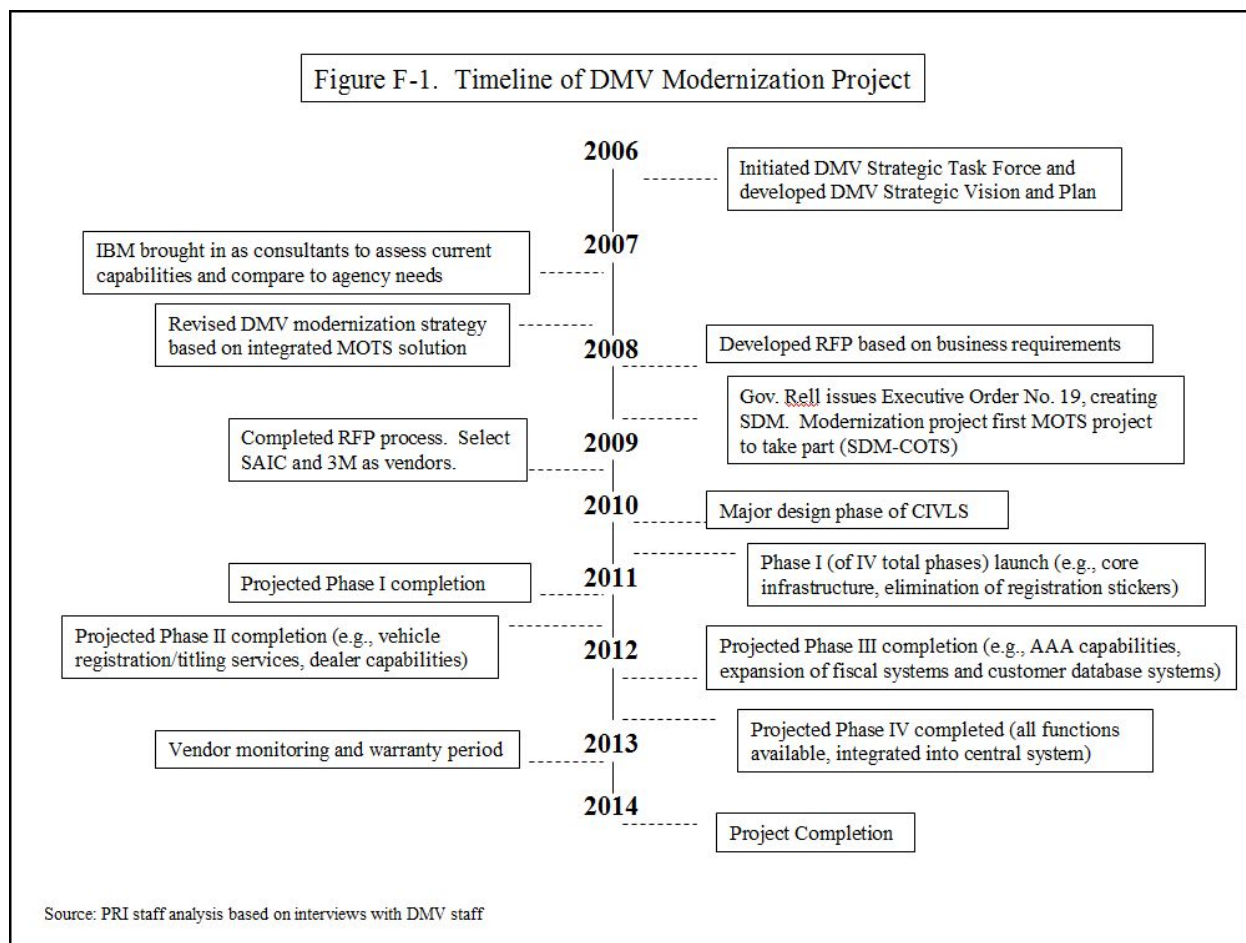 Figure F-1. Timeline of DMV Modernization Project
2006
Initiated DMV Strategic Task Force and
developed DMV Strategic Vision and Plan
2007
IBM brought in as consultants to assess current
capabilities and compare to agency needs
Revised DMV modernization strategy
based on integrated MOTS solution
2008
Developed RFP based on business requirements
Gov. Rell issues Executive Order No. 19, creating
SDM. Modernization project first MOTS project
to take part (SDM-COTS)
2009
Completed RFP process. Select
SAIC and 3M as vendors.
2010
Major design phase of CIVLS
Phase I (of IV total phases) launch (e.g., core
infrastructure, elimination of registration stickers)
2011
Projected Phase I completion
Projected Phase II completion (e.g., vehicle
registration/titling services, dealer capabilities)
2012
Projected Phase III completion (e.g., AAA capabilities,
expansion of fiscal systems and customer database systems)
Projected Phase IV completed (all functions
available, integrated into central system)
2013
Vendor monitoring and warranty period
2014
Project Completion
Source: PRI staff analysis based on interviews with DMV staff